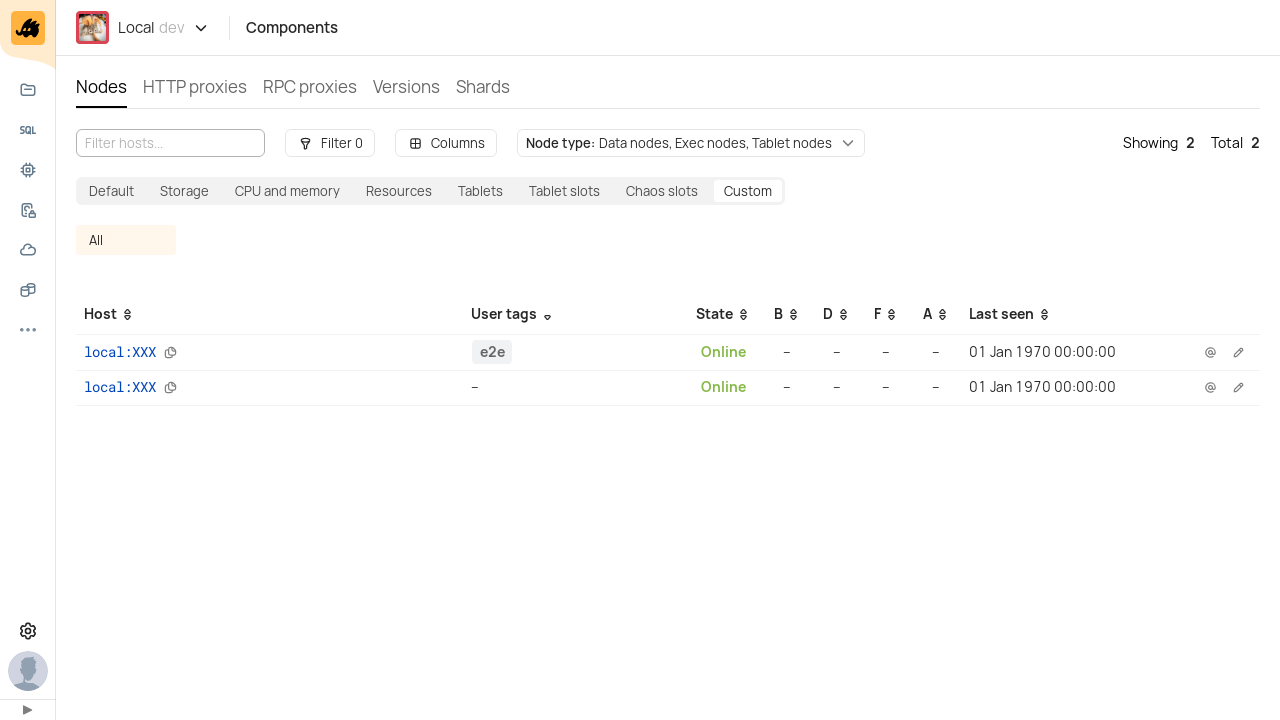 Local dev
Components
Nodes HTTP proxies RPC proxies Versions Shards
Filter hosts... Filter 0 Columns Node type: Data nodes, Exec nodes, Tablet nodes Showing 2 Total 2
Default Storage CPU and memory Resources Tablets Tablet slots Chaos slots Custom
All
Host User tags State B D F A Last seen
local:XXX e2e Online – – – – 01 Jan 1970 00:00:00
local:XXX – Online – – – – 01 Jan 1970 00:00:00
SQL